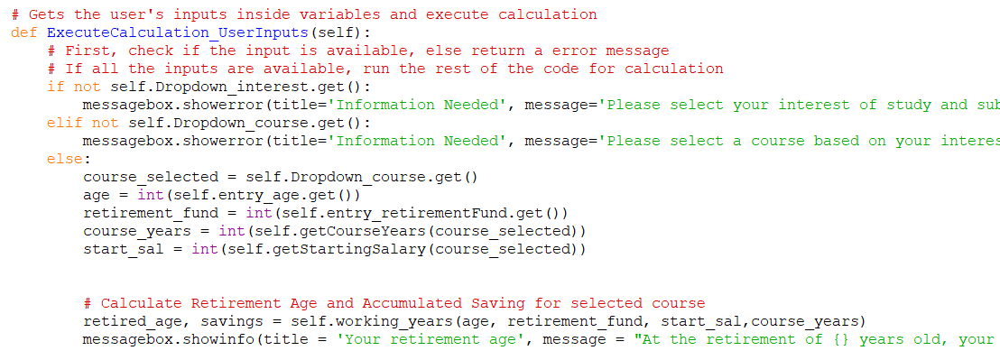 # Gets the user's inputs inside variables and execute calculation
def ExecuteCalculation_UserInputs(self):
    # First, check if the input is available, else return a error message
    # If all the inputs are available, run the rest of the code for calculation
    if not self.Dropdown_interest.get():
        messagebox.showerror(title='Information Needed', message='Please select your interest of study and sub
    elif not self.Dropdown_course.get():
        messagebox.showerror(title='Information Needed', message='Please select a course based on your interes
    else:
        course_selected = self.Dropdown_course.get()
        age = int(self.entry_age.get())
        retirement_fund = int(self.entry_retirementFund.get())
        course_years = int(self.getCourseYears(course_selected))
        start_sal = int(self.getStartingSalary(course_selected))
        # Calculate Retirement Age and Accumulated Saving for selected course
        retired_age, savings = self.working_years(age, retirement_fund, start_sal,course_years)
        messagebox.showinfo(title = 'Your retirement age', message = "At the retirement of {} years old, your